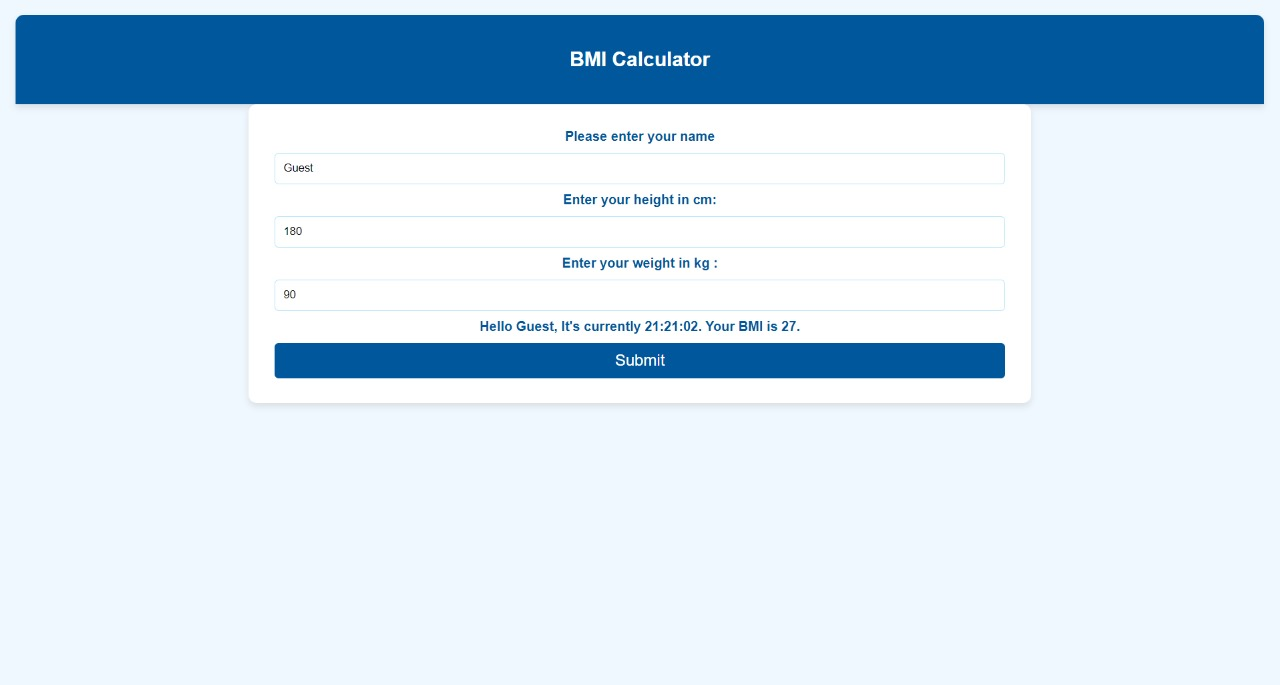 BMI Calculator
Please enter your name
Guest
Enter your height in cm:
180
Enter your weight in kg :
90
Hello Guest, It's currently 21:21:02. Your BMI is 27.
Submit